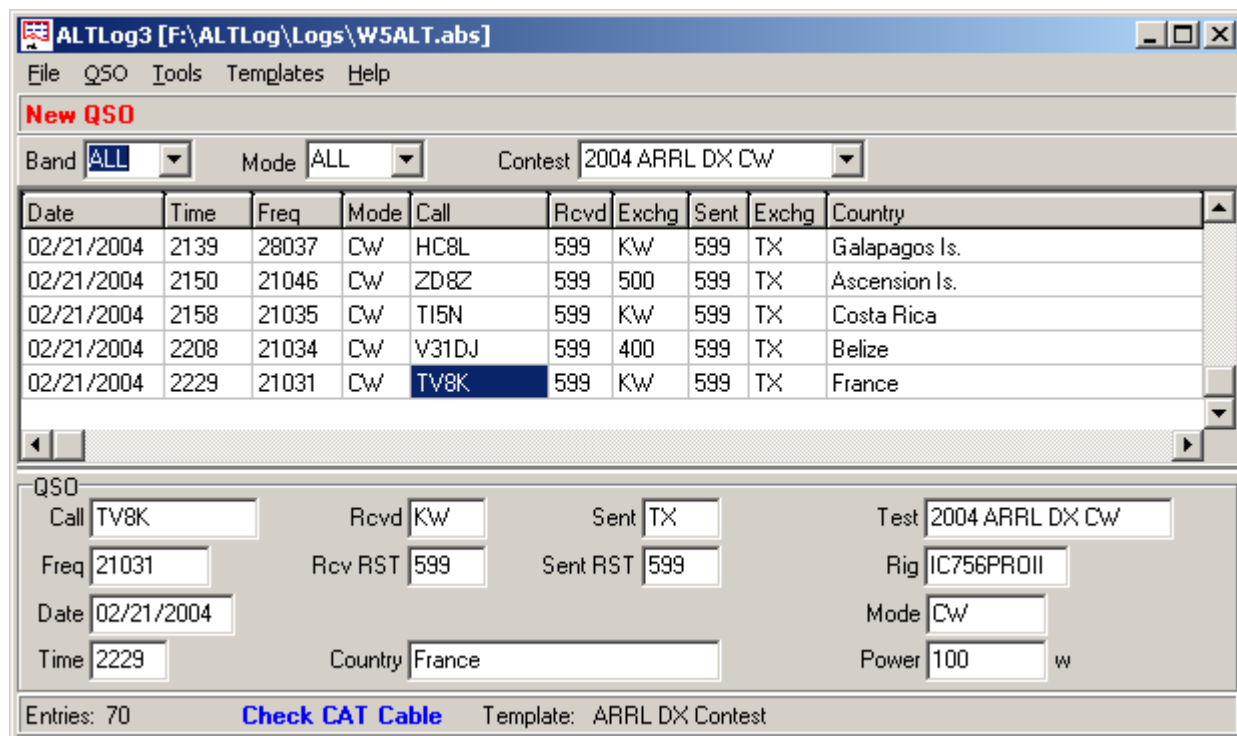 ALTLog3 [F:\ALTLog\Logs\W5ALT.abs]
File QSO Tools Templates Help
New QSO
Band ALL Mode ALL Contest 2004 ARRL DX CW
Date Time Freq Mode Call Rcvd Exchg Sent Exchg Country
02/21/2004 2139 28037 CW HC8L 599 KW 599 TX Galapagos Is.
02/21/2004 2150 21046 CW ZD8Z 599 500 599 TX Ascension Is.
02/21/2004 2158 21035 CW TI5N 599 KW 599 TX Costa Rica
02/21/2004 2208 21034 CW V31DJ 599 400 599 TX Belize
02/21/2004 2229 21031 CW TV8K 599 KW 599 TX France
QSO
Call TV8K Rcvd KW Sent TX Test 2004 ARRL DX CW
Freq 21031 Rcv RST 599 Sent RST 599 Rig IC756PROII
Date 02/21/2004 Mode CW
Time 2229 Country France Power 100 w
Entries: 70 Check CAT Cable Template: ARRL DX Contest